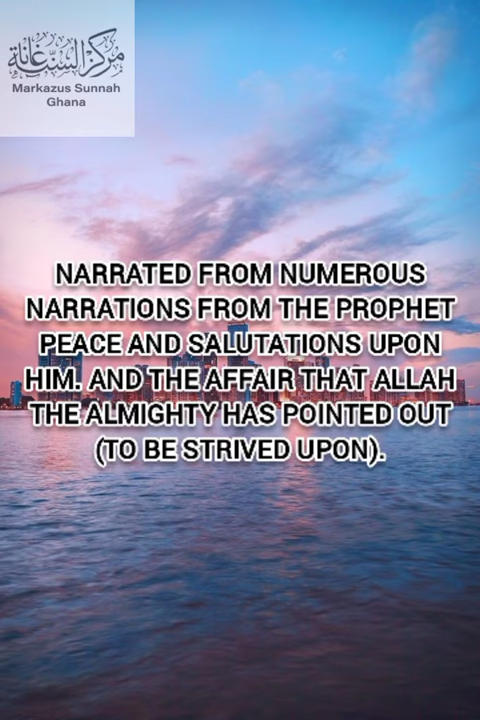 مركز السنة غانة
Markazus Sunnah
Ghana
NARRATED FROM NUMEROUS
NARRATIONS FROM THE PROPHET
PEACE AND SALUTATIONS UPON
HIM. AND THE AFFAIR THAT ALLAH
THE ALMIGHTY HAS POINTED OUT
(TO BE STRIVED UPON).